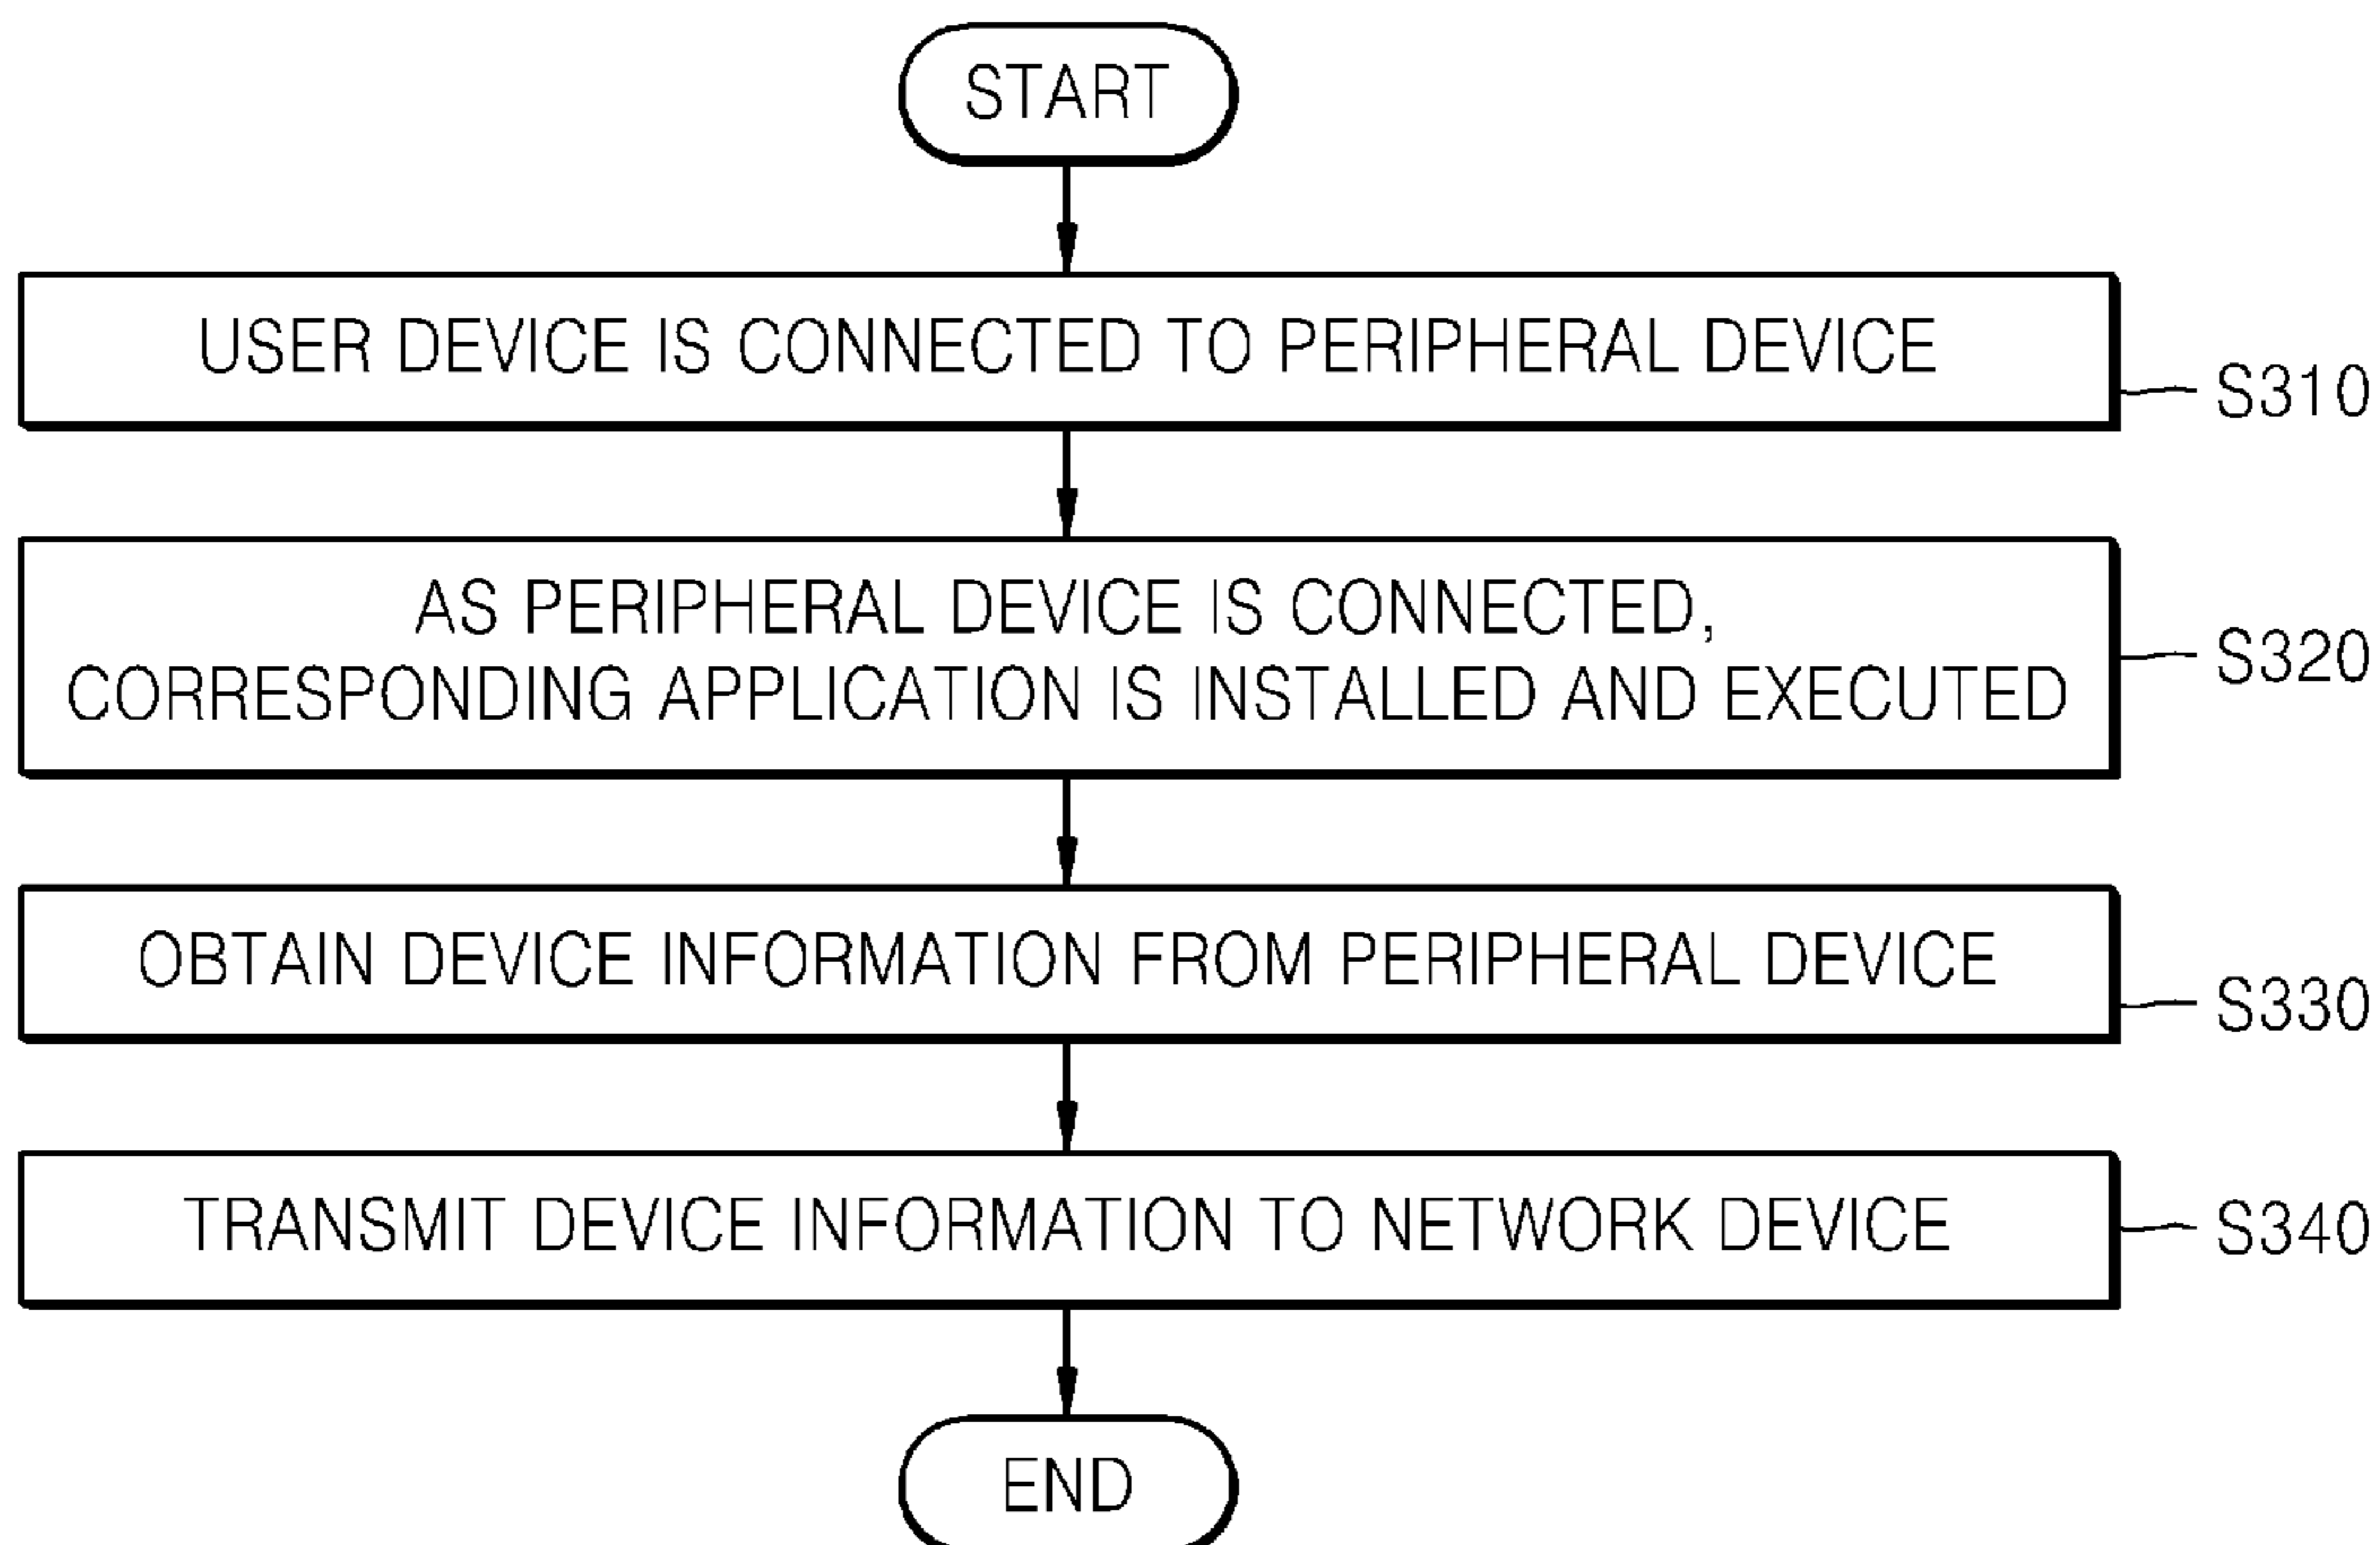 START
USER DEVICE IS CONNECTED TO PERIPHERAL DEVICE
S310
AS PERIPHERAL DEVICE IS CONNECTED,
CORRESPONDING APPLICATION IS INSTALLED AND EXECUTED
S320
OBTAIN DEVICE INFORMATION FROM PERIPHERAL DEVICE
S330
TRANSMIT DEVICE INFORMATION TO NETWORK DEVICE
S340
END